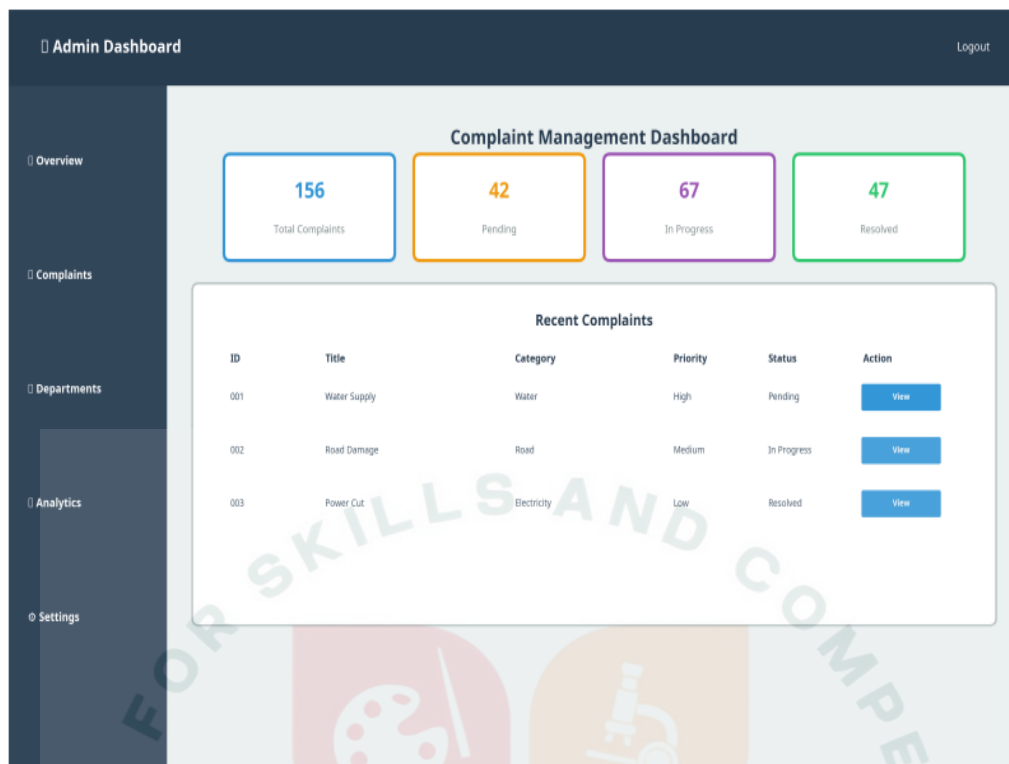 Admin Dashboard
Logout
Overview
Complaints
Departments
Analytics
⚙ Settings
Complaint Management Dashboard
156 42 67 47
Total Complaints Pending In Progress Resolved
Recent Complaints
ID Title Category Priority Status Action
001 Water Supply Water High Pending View
002 Road Damage Road Medium In Progress View
003 Power Cut Electricity Low Resolved View
FOR SKILLS AND COMPE